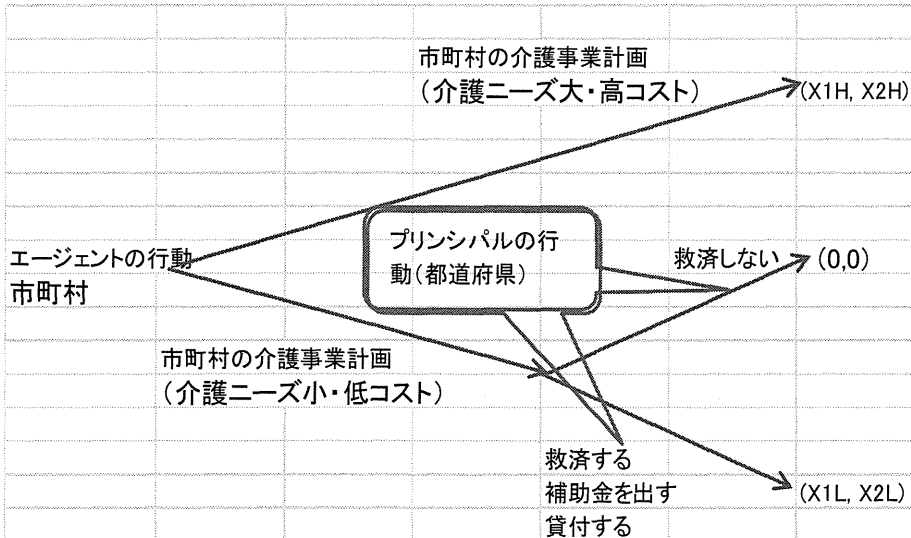 市町村の介護事業計画
（介護ニーズ大・高コスト）
(X1H, X2H)
プリンシパルの行
動（都道府県）
エージェントの行動
市町村
救済しない
(0,0)
市町村の介護事業計画
（介護ニーズ小・低コスト）
救済する
補助金を出す
貸付する
(X1L, X2L)